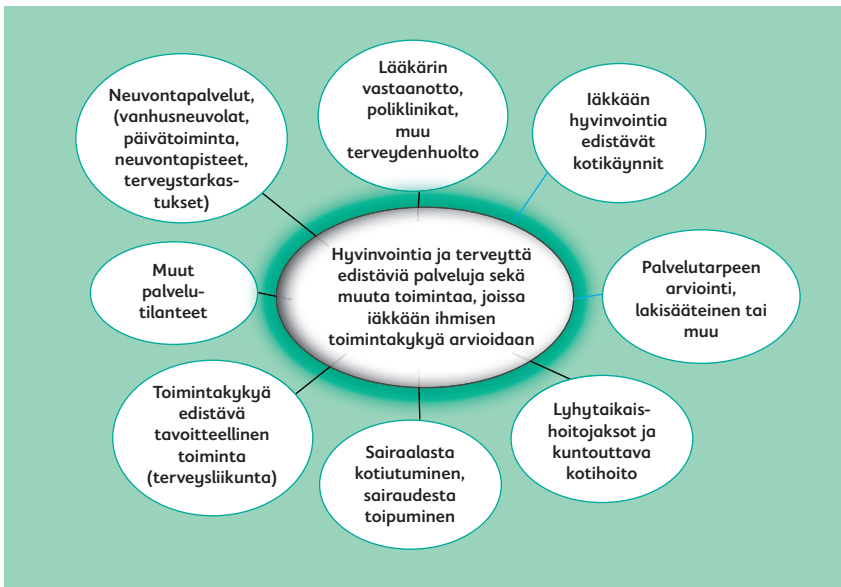 Neuvontapalvelut,
(vanhusneuvolat,
päivätoiminta,
neuvontapisteet,
terveystarkas-
tukset)
Lääkärin
vastaanotto,
poliklinikat,
muu
terveydenhuolto
Iäkkään
hyvinvointia
edistävät
kotikäynnit
Muut
palvelu-
tilanteet
Hyvinvointia ja terveyttä
edistäviä palveluja sekä
muuta toimintaa, joissa
iäkkään ihmisen
toimintakykyä arvioidaan
Palvelutarpeen
arviointi,
lakisääteinen tai
muu
Toimintakykyä
edistävä
tavoitteellinen
toiminta
(terveysliikunta)
Sairaalasta
kotiutuminen,
sairaudesta
toipuminen
Lyhytaikais-
hoitojaksot ja
kuntouttava
kotihoito